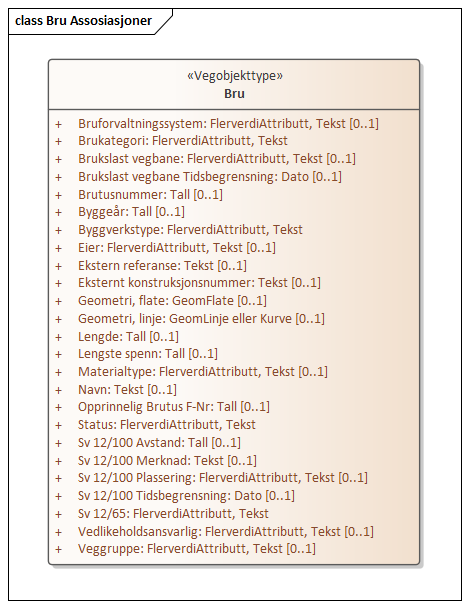 class Bru Assosiasjoner
«Vegobjekttype»
Bru
+ Bruforvaltningssystem: FlerverdiAttributt, Tekst [0..1]
+ Brukategori: FlerverdiAttributt, Tekst
+ Brukslast vegbane: FlerverdiAttributt, Tekst [0..1]
+ Brukslast vegbane Tidsbegrensning: Dato [0..1]
+ Brutusnummer: Tall [0..1]
+ Byggeår: Tall [0..1]
+ Byggverkstype: FlerverdiAttributt, Tekst
+ Eier: FlerverdiAttributt, Tekst [0..1]
+ Ekstern referanse: Tekst [0..1]
+ Eksternt konstruksjonsnummer: Tekst [0..1]
+ Geometri, flate: GeomFlate [0..1]
+ Geometri, linje: GeomLinje eller Kurve [0..1]
+ Lengde: Tall [0..1]
+ Lengste spenn: Tall [0..1]
+ Materialtype: FlerverdiAttributt, Tekst [0..1]
+ Navn: Tekst [0..1]
+ Opprinnelig Brutus F-Nr: Tall [0..1]
+ Status: FlerverdiAttributt, Tekst
+ Sv 12/100 Avstand: Tall [0..1]
+ Sv 12/100 Merknad: Tekst [0..1]
+ Sv 12/100 Plassering: FlerverdiAttributt, Tekst [0..1]
+ Sv 12/100 Tidsbegrensning: Dato [0..1]
+ Sv 12/65: FlerverdiAttributt, Tekst
+ Vedlikeholdsansvarlig: FlerverdiAttributt, Tekst [0..1]
+ Veggruppe: FlerverdiAttributt, Tekst [0..1]